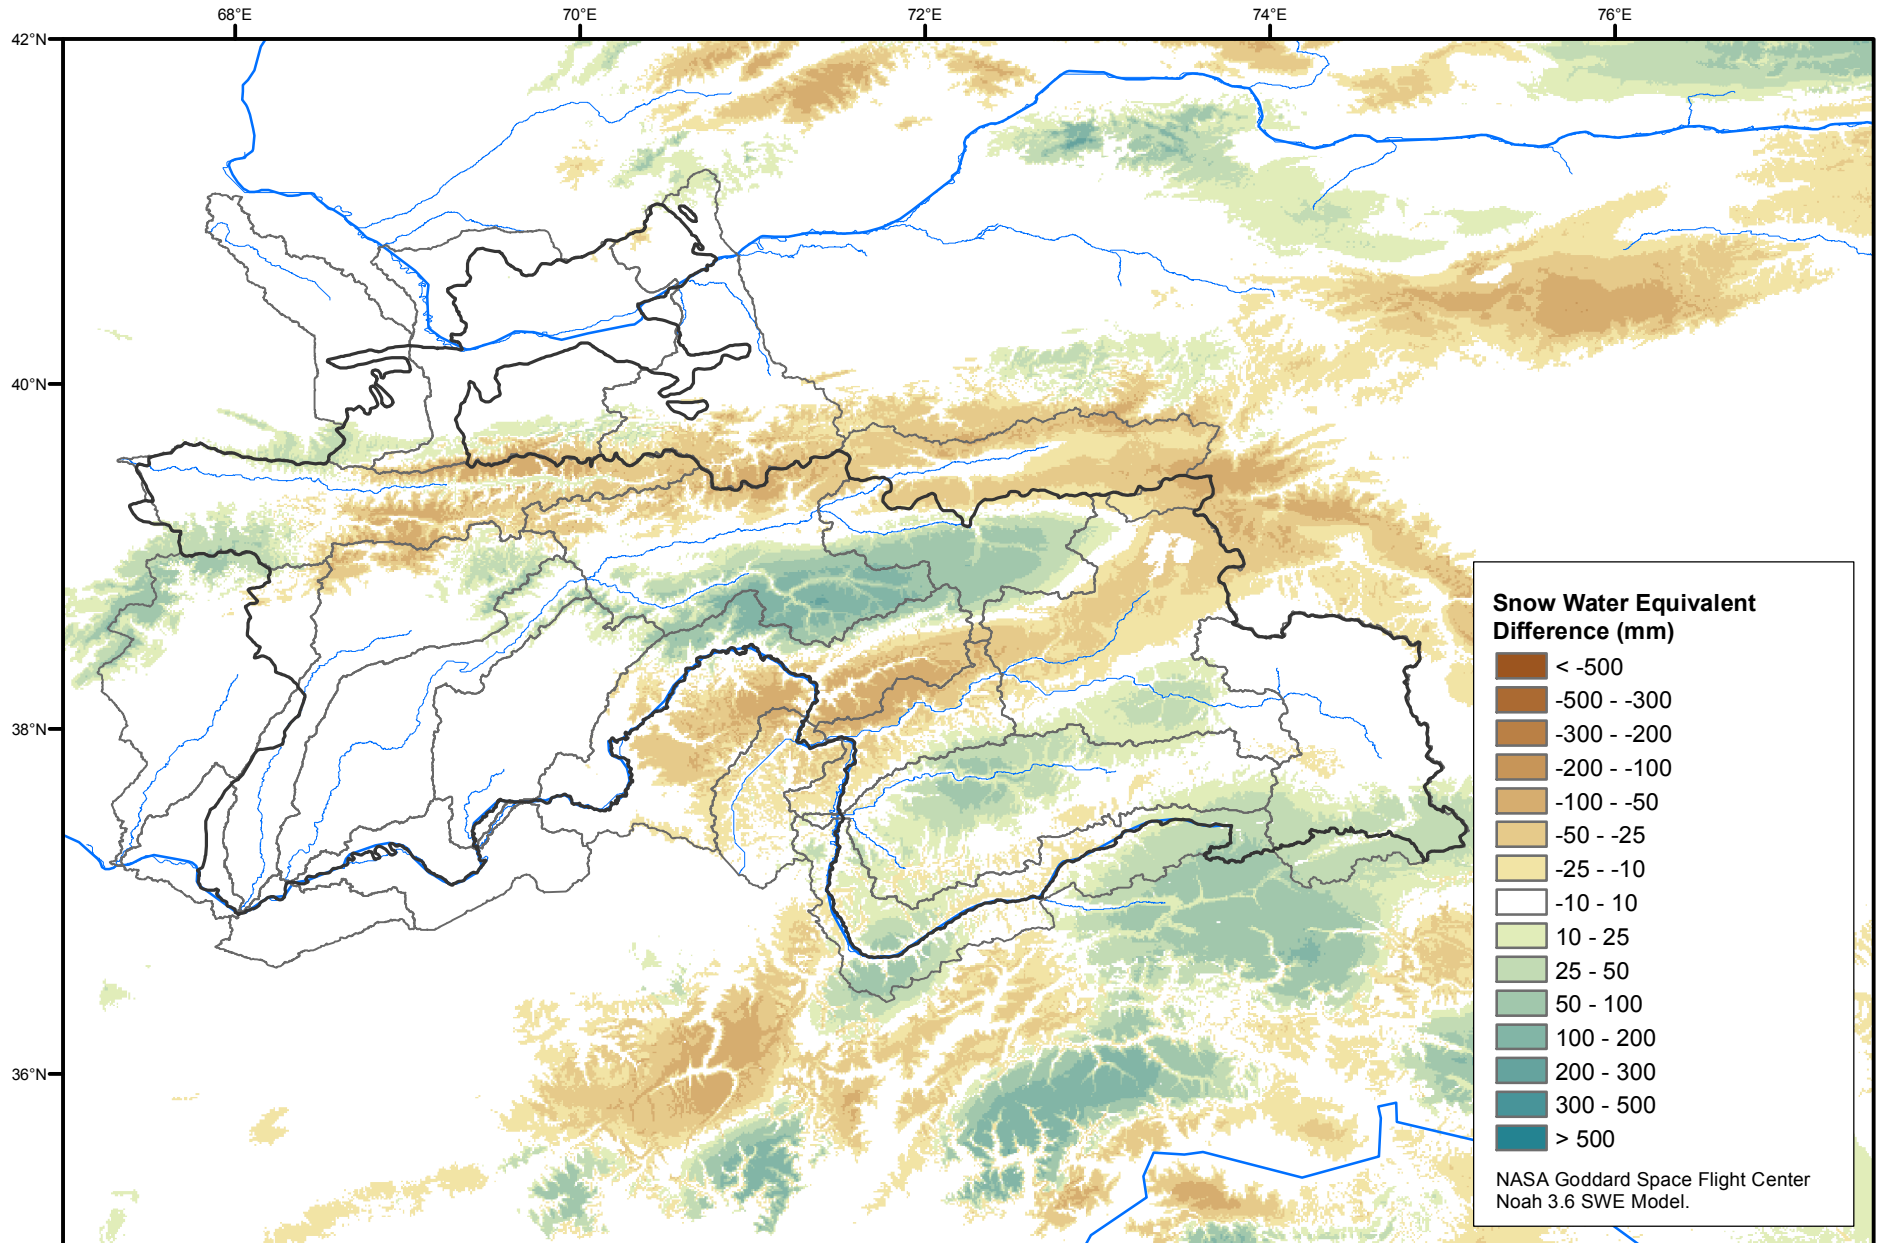 68°E
70°E
72°E
74°E
76°E
42°N
40°N
38°N
36°N
Snow Water Equivalent
Difference (mm)
< -500
-500 - -300
-300 - -200
-200 - -100
-100 - -50
-50 - -25
-25 - -10
-10 - 10
10 - 25
25 - 50
50 - 100
100 - 200
200 - 300
300 - 500
> 500
NASA Goddard Space Flight Center
Noah 3.6 SWE Model.